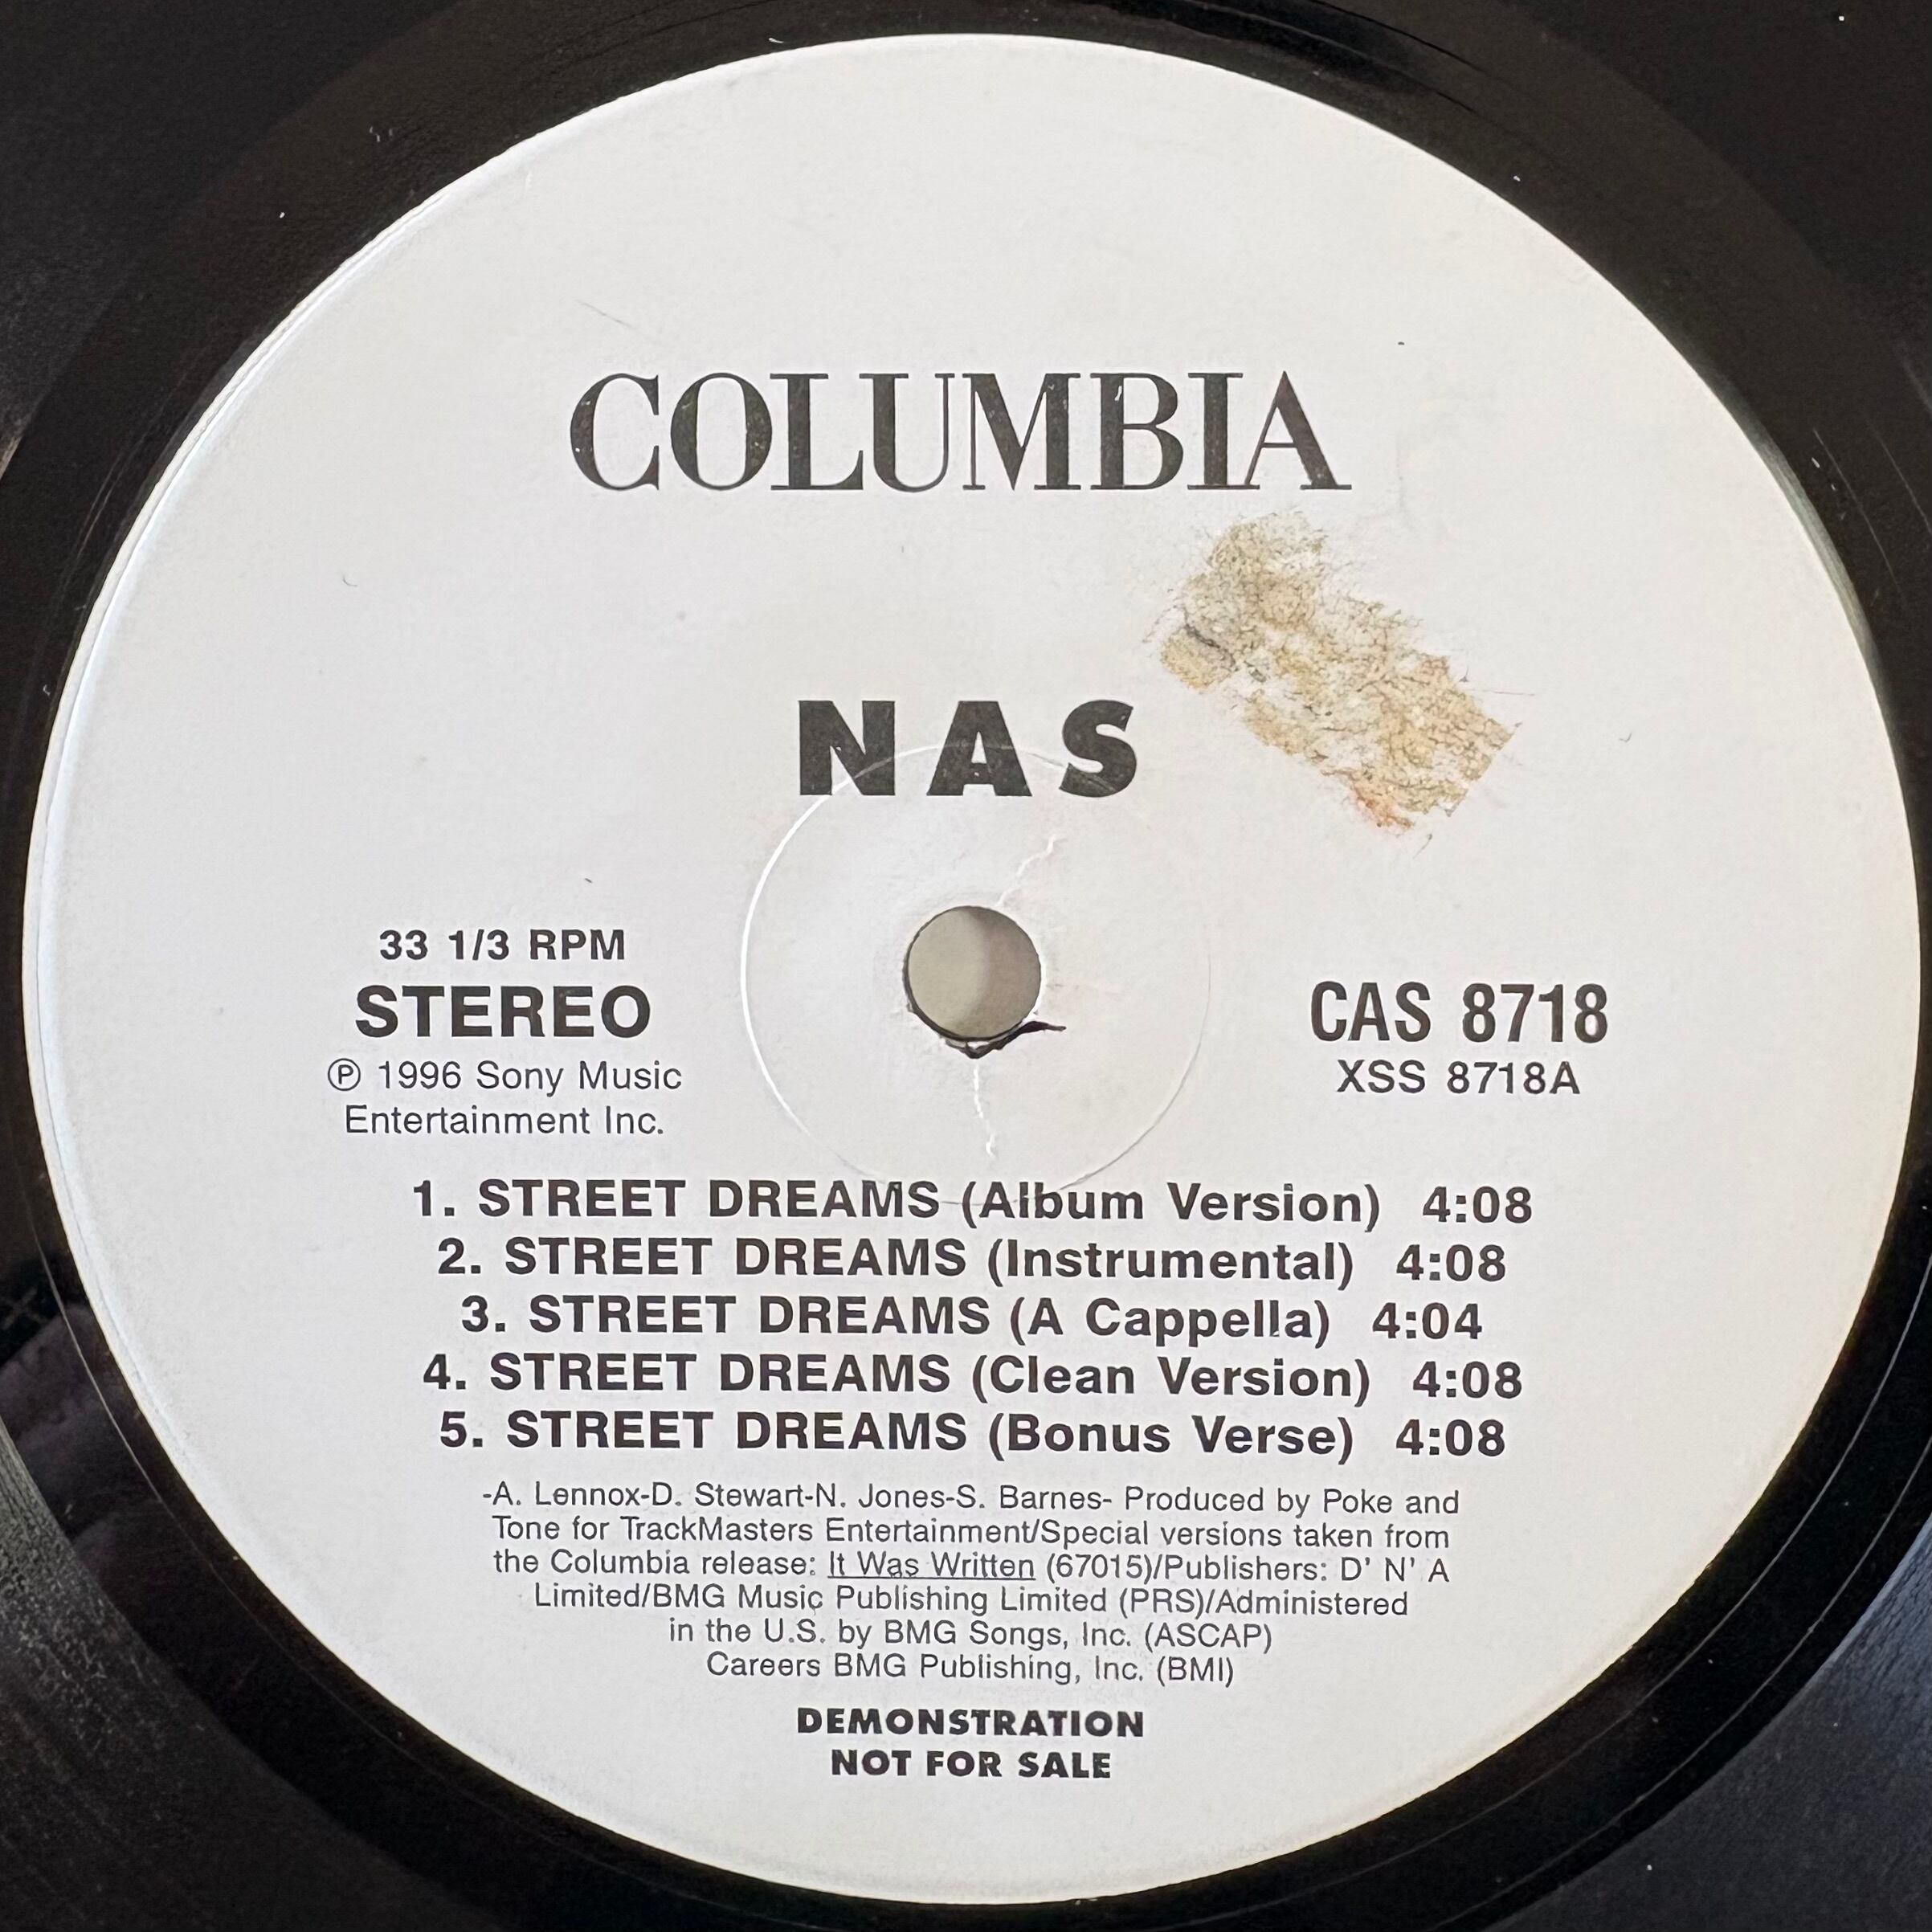 COLUMBIA
NAS
33 1/3 RPM
STEREO
℗ 1996 Sony Music
Entertainment Inc.
CAS 8718
XSS 8718A
1. STREET DREAMS (Album Version) 4:08
2. STREET DREAMS (Instrumental) 4:08
3. STREET DREAMS (A Cappella) 4:04
4. STREET DREAMS (Clean Version) 4:08
5. STREET DREAMS (Bonus Verse) 4:08
-A. Lennox-D. Stewart-N. Jones-S. Barnes- Produced by Poke and
Tone for TrackMasters Entertainment/Special versions taken from
the Columbia release: It Was Written (67015)/Publishers: D' N' A
Limited/BMG Music Publishing Limited (PRS)/Administered
in the U.S. by BMG Songs, Inc. (ASCAP)
Careers BMG Publishing, Inc. (BMI)
DEMONSTRATION
NOT FOR SALE